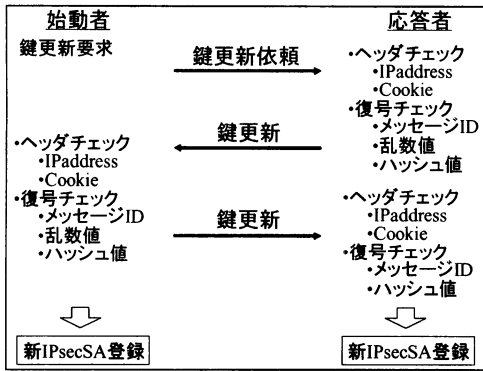 始動者
鍵更新要求
応答者
鍵更新依頼
・ヘッダチェック
・IPaddress
・Cookie
・復号チェック
・メッセージID
・乱数値
・ハッシュ値
鍵更新
・ヘッダチェック
・IPaddress
・Cookie
・復号チェック
・メッセージID
・乱数値
・ハッシュ値
鍵更新
・ヘッダチェック
・IPaddress
・Cookie
・復号チェック
・メッセージID
・ハッシュ値
新IPsecSA登録
新IPsecSA登録